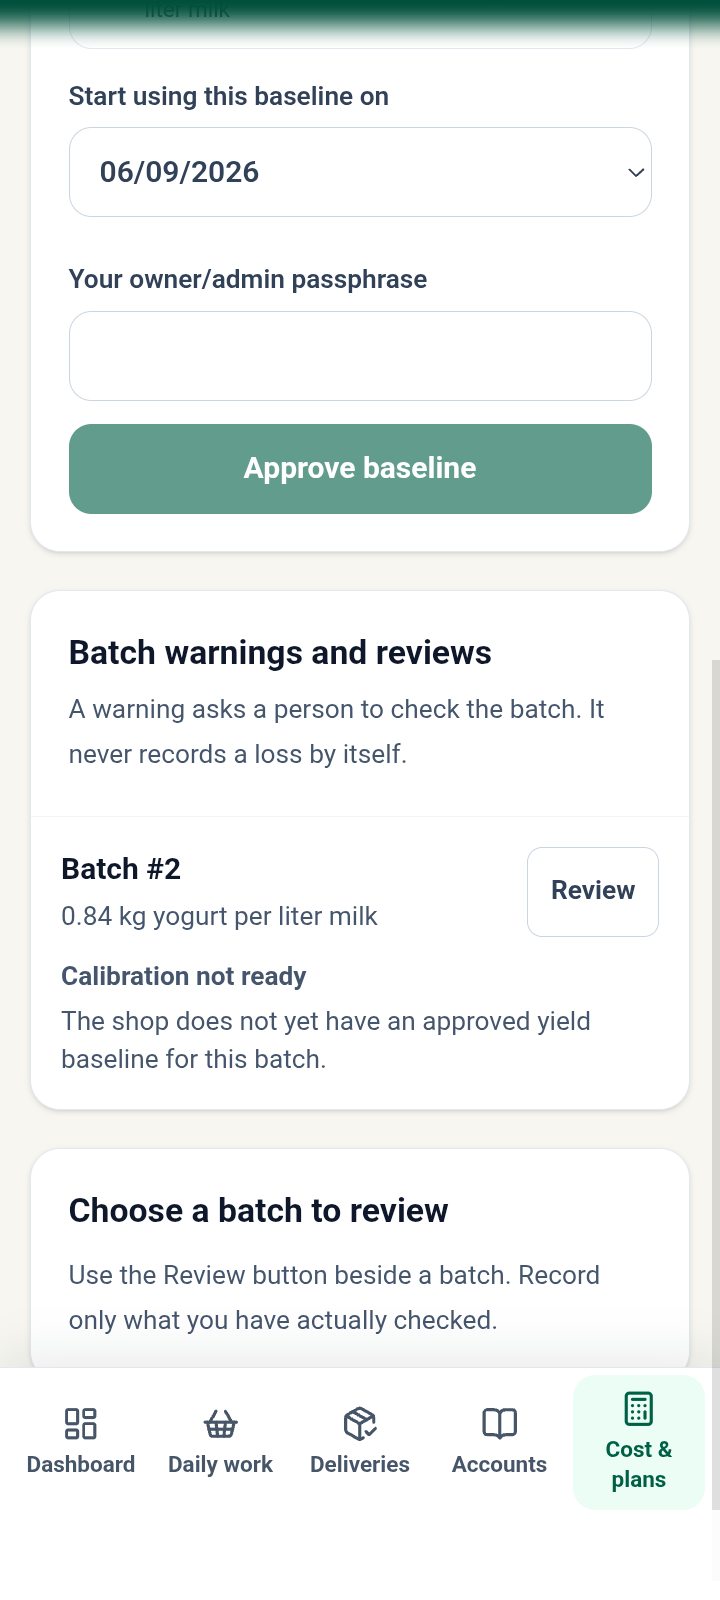 liter milk
Start using this baseline on
06/09/2026
Your owner/admin passphrase
Approve baseline
Batch warnings and reviews
A warning asks a person to check the batch. It
never records a loss by itself.
Batch #2
Review
0.84 kg yogurt per liter milk
Calibration not ready
The shop does not yet have an approved yield
baseline for this batch.
Choose a batch to review
Use the Review button beside a batch. Record
only what you have actually checked.
Dashboard
Daily work
Deliveries
Accounts
Cost &
plans